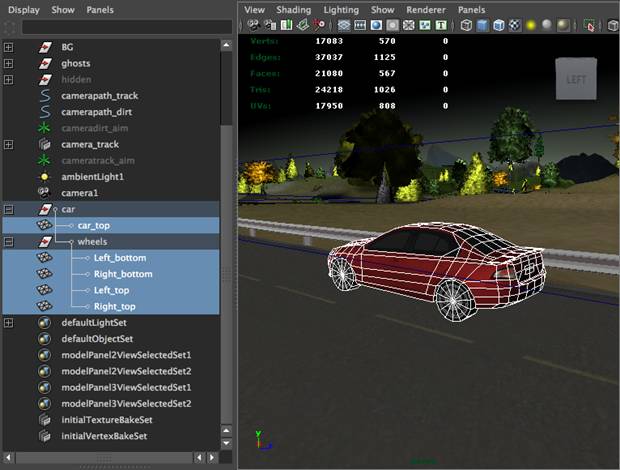 Display Show Panels
BG
ghosts
hidden
camerapath_track
camerapath_dirt
cameradirt_aim
camera_track
cameratrack_aim
ambientLight1
camera1
car
car_top
wheels
Left_bottom
Right_bottom
Left_top
Right_top
defaultLightSet
defaultObjectSet
modelPanel2ViewSelectedSet1
modelPanel2ViewSelectedSet2
modelPanel3ViewSelectedSet1
modelPanel3ViewSelectedSet2
initialTextureBakeSet
initialVertexBakeSet
View Shading Lighting Show Renderer Panels
Verts: 17083 570 0
Edges: 37037 1125 0
Faces: 21080 567 0
Tris: 24218 1026 0
UVs: 17950 808 0
LEFT
y